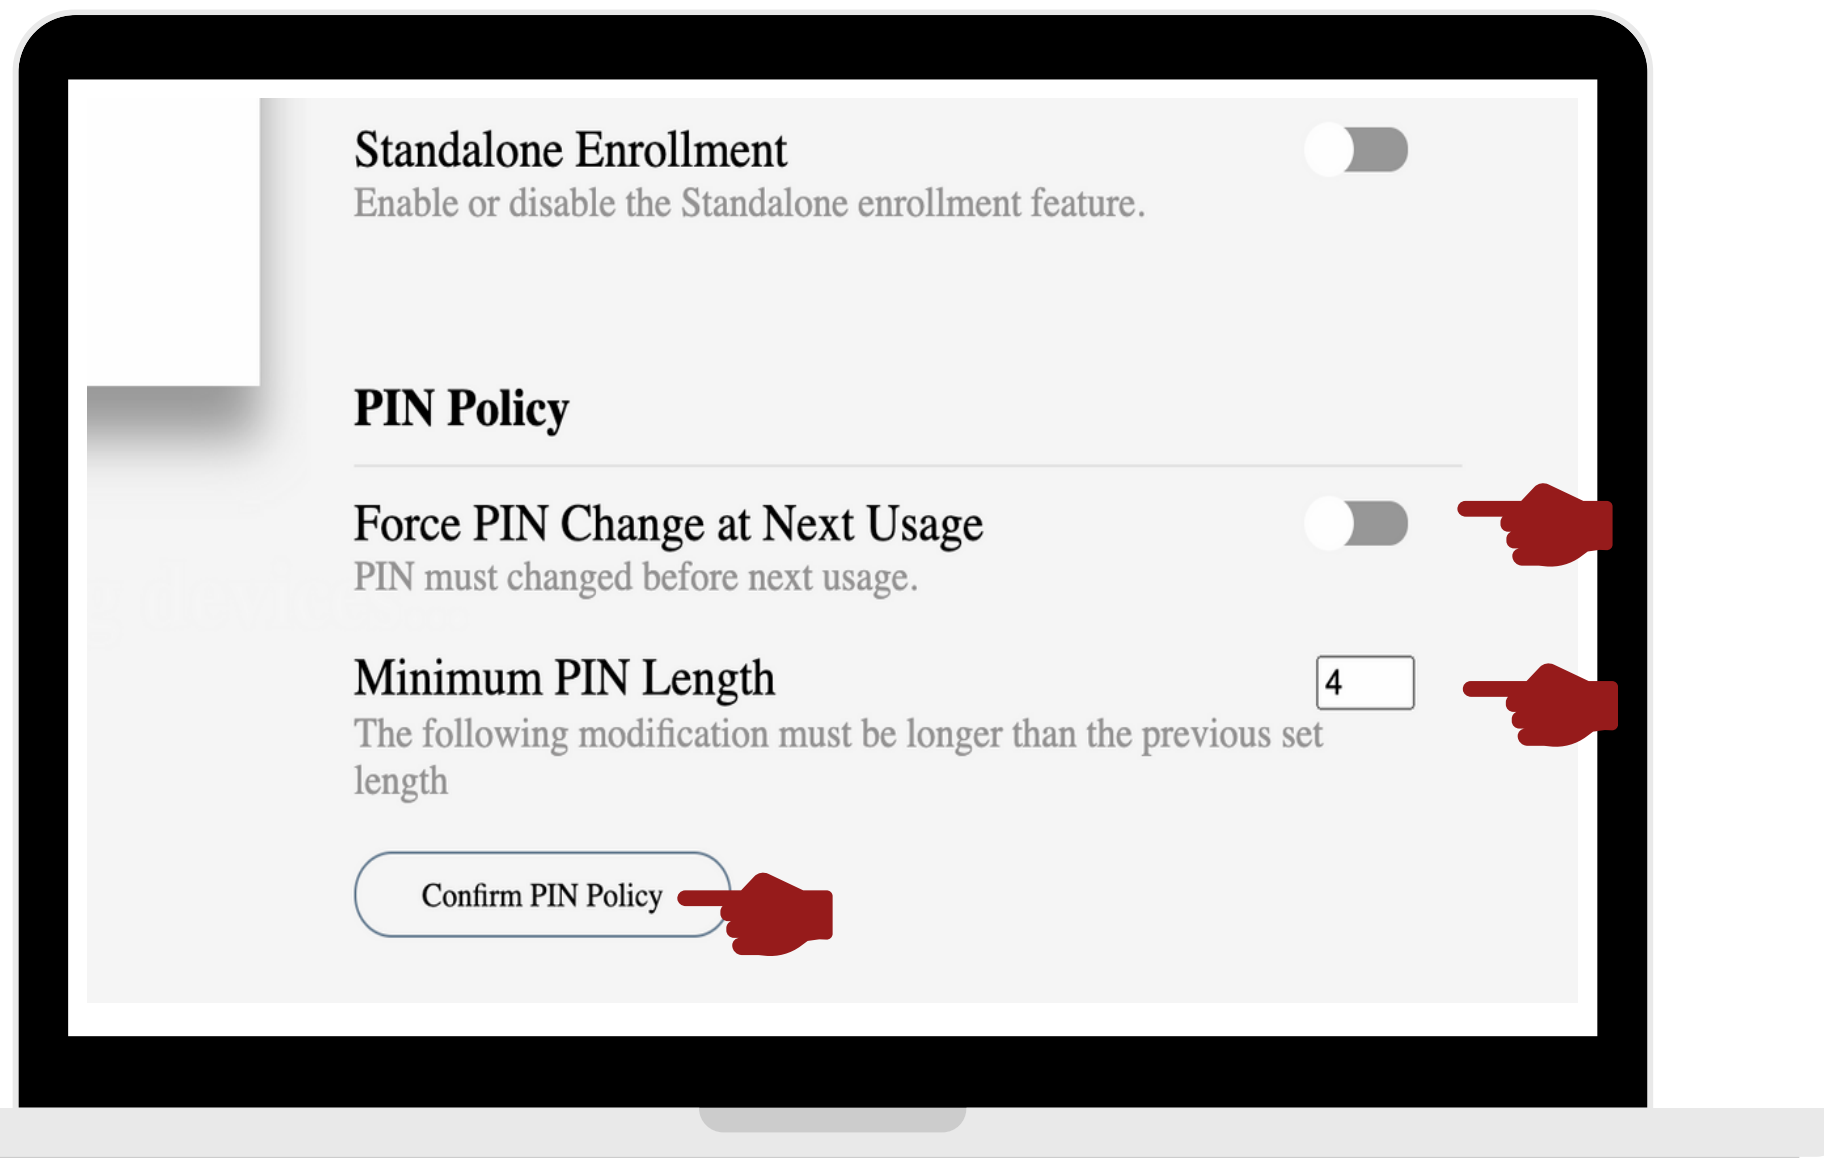 Standalone Enrollment
Enable or disable the Standalone enrollment feature.
PIN Policy
Force PIN Change at Next Usage
PIN must changed before next usage.
Minimum PIN Length
4
The following modification must be longer than the previous set
length
Confirm PIN Policy